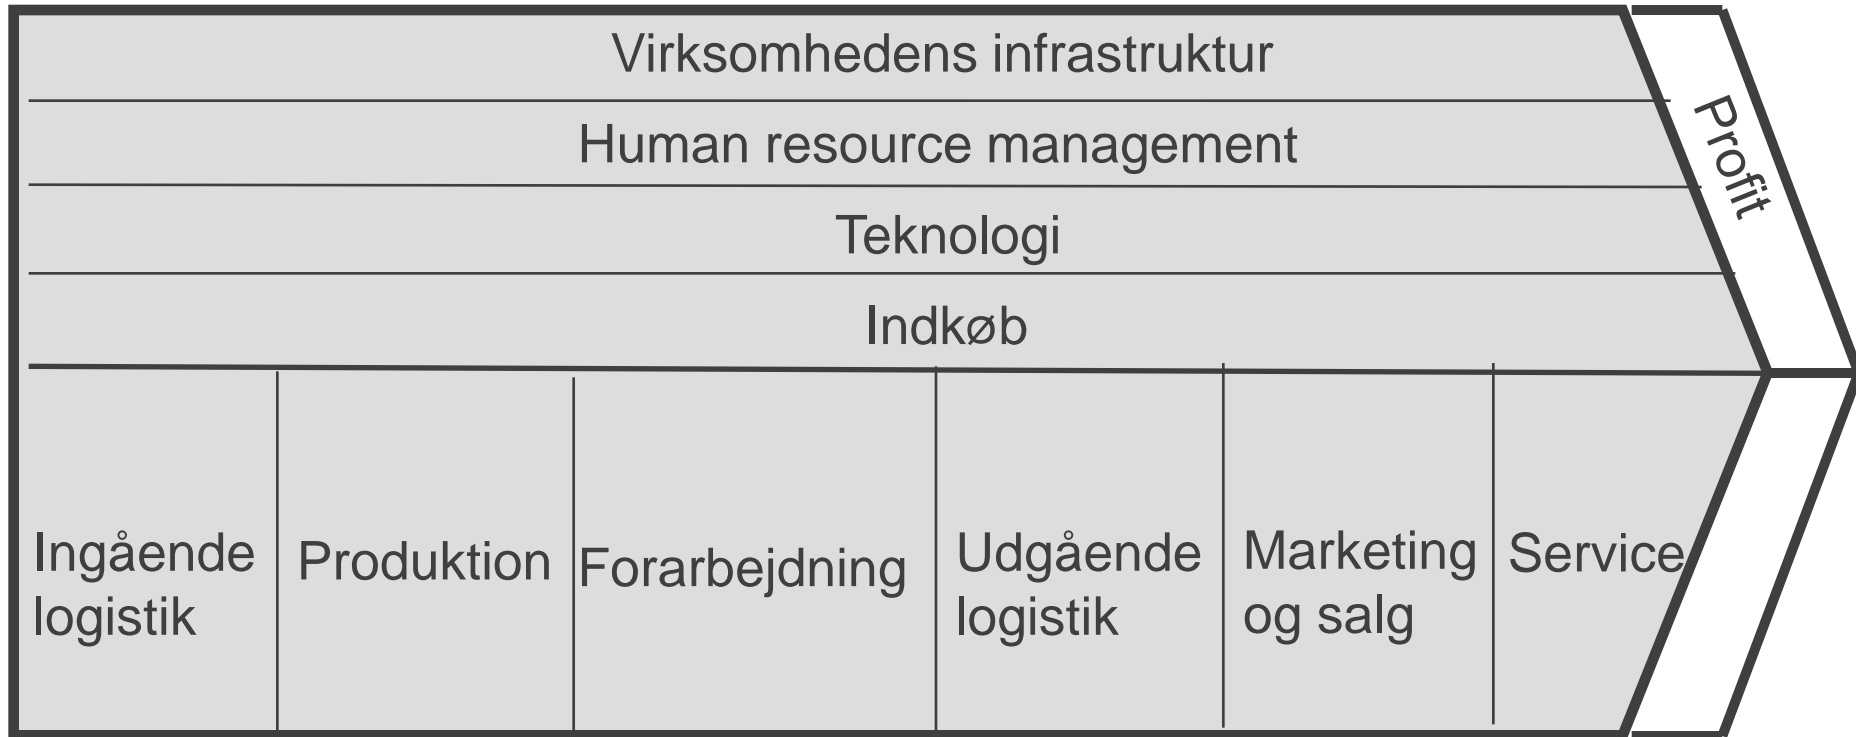 Virksomhedens infrastruktur
Human resource management
Teknologi
Indkøb
Profit
Ingående
logistik
Produktion
Forarbejdning
Udgående
logistik
Marketing
og salg
Service